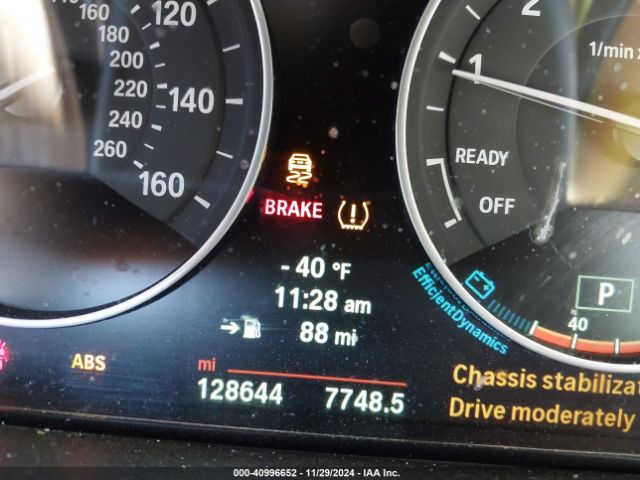 120
180
200
220
240
260
140
160
2
1/min x
1
READY
OFF
BRAKE
- 40 °F
11:28 am
88 mi
P
40
EfficientDynamics
ABS
mi
128644 7748.5
Chassis stabilizat
Drive moderately
000-40996652 - 11/29/2024 - IAA Inc.